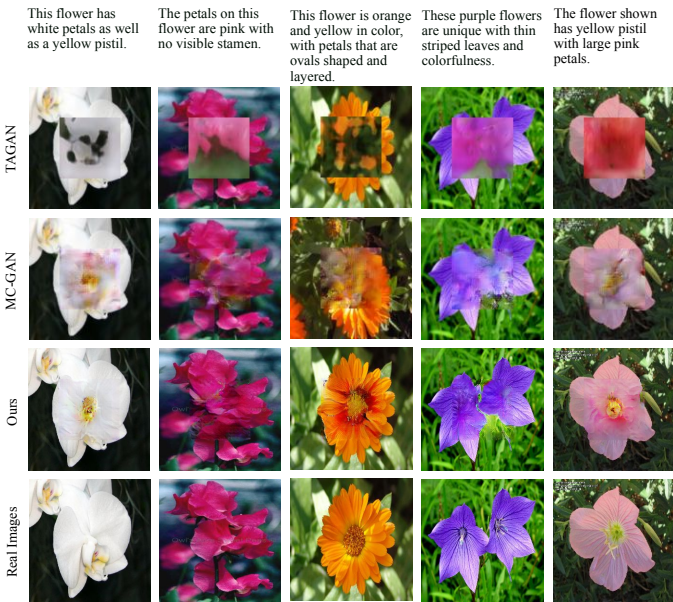 This flower has
white petals as well
as a yellow pistil.
The petals on this
flower are pink with
no visible stamen.
This flower is orange
and yellow in color,
with petals that are
ovals shaped and
layered.
These purple flowers
are unique with thin
striped leaves and
colorfulness.
The flower shown
has yellow pistil
with large pink
petals.
TAGAN
MC-GAN
Ours
Real Images